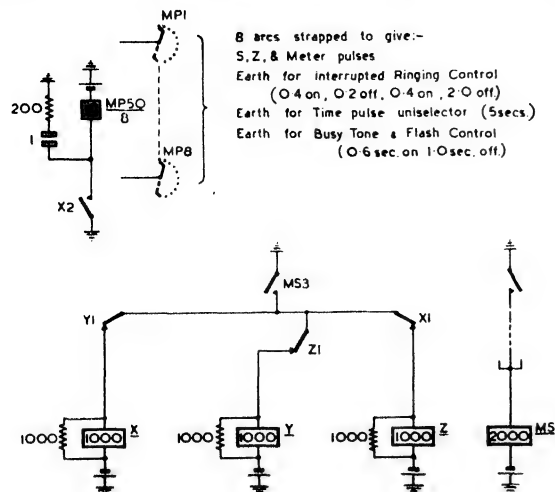 MP1
8 arcs strapped to give:-
S, Z, & Meter pulses
Earth for interrupted Ringing Control
(0·4 on, 0·2 off, 0·4 on, 2·0 off.)
Earth for Time pulse uniselector (5secs.)
Earth for Busy Tone & Flash Control
(0·6 sec. on 1·0 sec. off.)
200
MP50
8
1
MP8
X2
MS3
Y1
X1
Z1
1000
1000
X
1000
1000
Y
1000
1000
Z
2000
MS